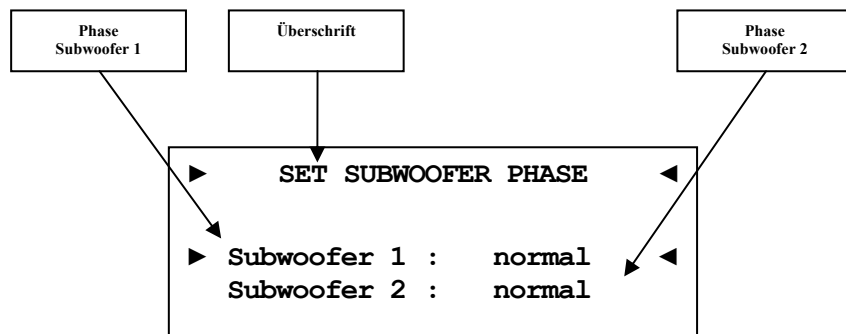 Phase
Subwoofer 1
Überschrift
Phase
Subwoofer 2
► SET SUBWOOFER PHASE ◄
► Subwoofer 1 : normal ◄
Subwoofer 2 : normal